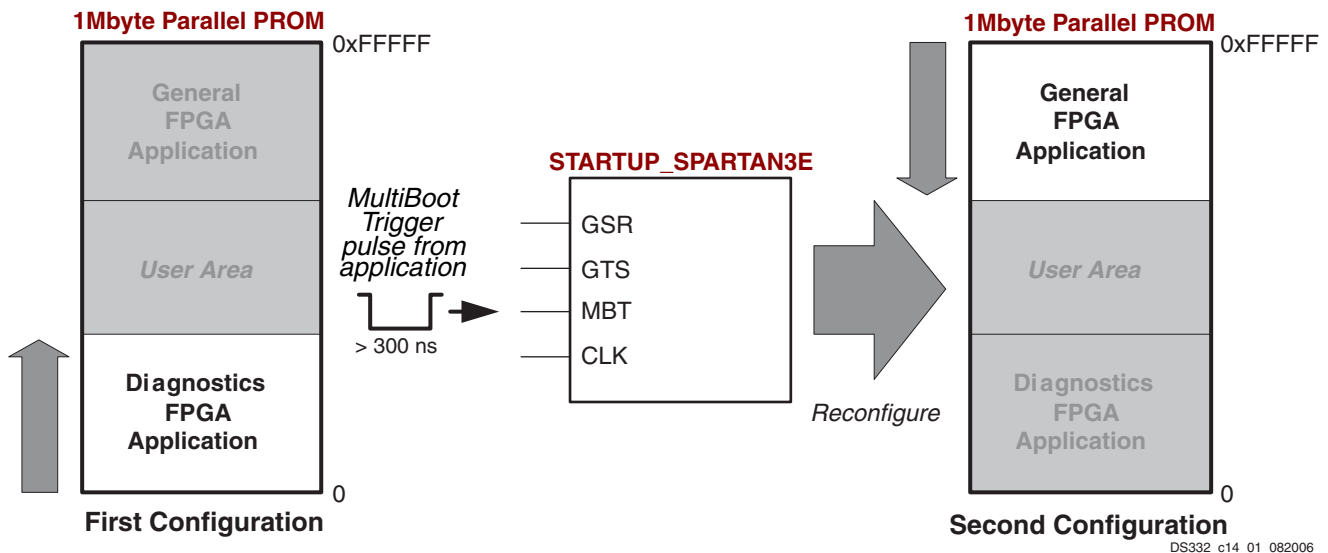 1Mbyte Parallel PROM
0xFFFFF
General
FPGA
Application
User Area
Diagnostics
FPGA
Application
0
First Configuration
MultiBoot
Trigger
pulse from
application
> 300 ns
STARTUP_SPARTAN3E
GSR
GTS
MBT
CLK
Reconfigure
1Mbyte Parallel PROM
0xFFFFF
General
FPGA
Application
User Area
Diagnostics
FPGA
Application
0
Second Configuration
DS332_c14_01_082006